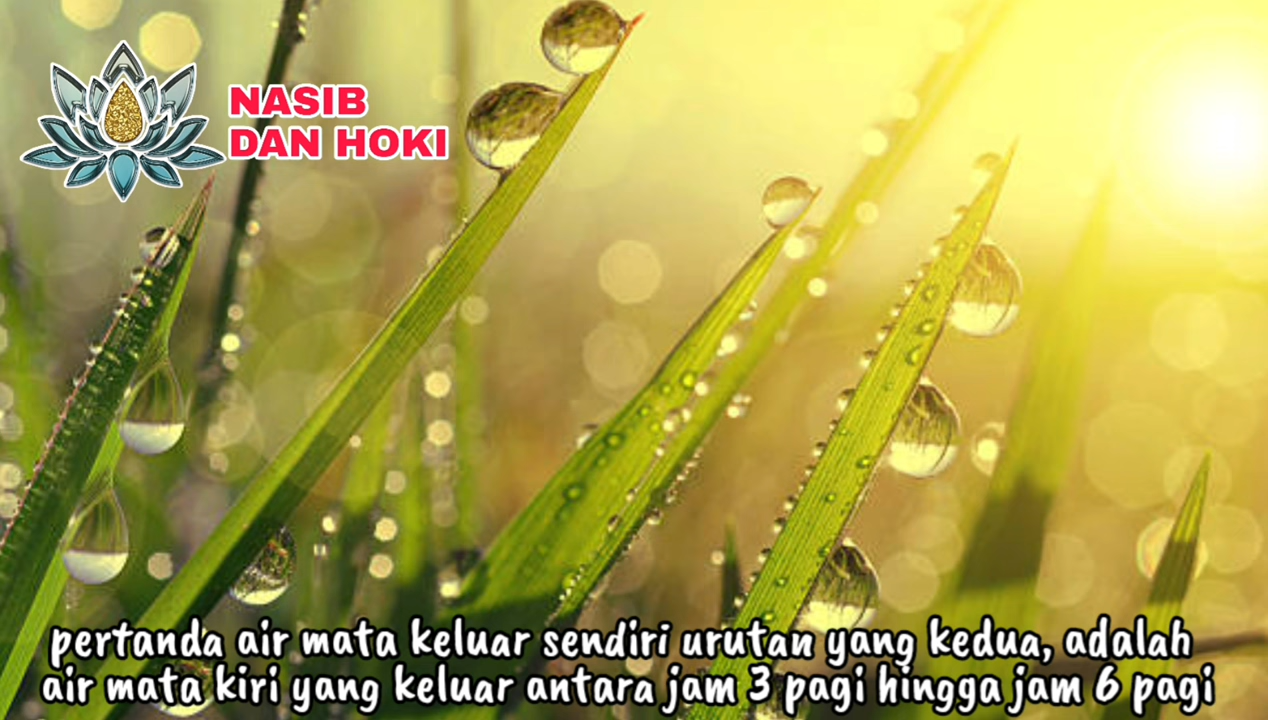 NASIB
DAN HOKI
pertanda air mata keluar sendiri urutan yang kedua, adalah
air mata kiri yang keluar antara jam 3 pagi hingga jam 6 pagi